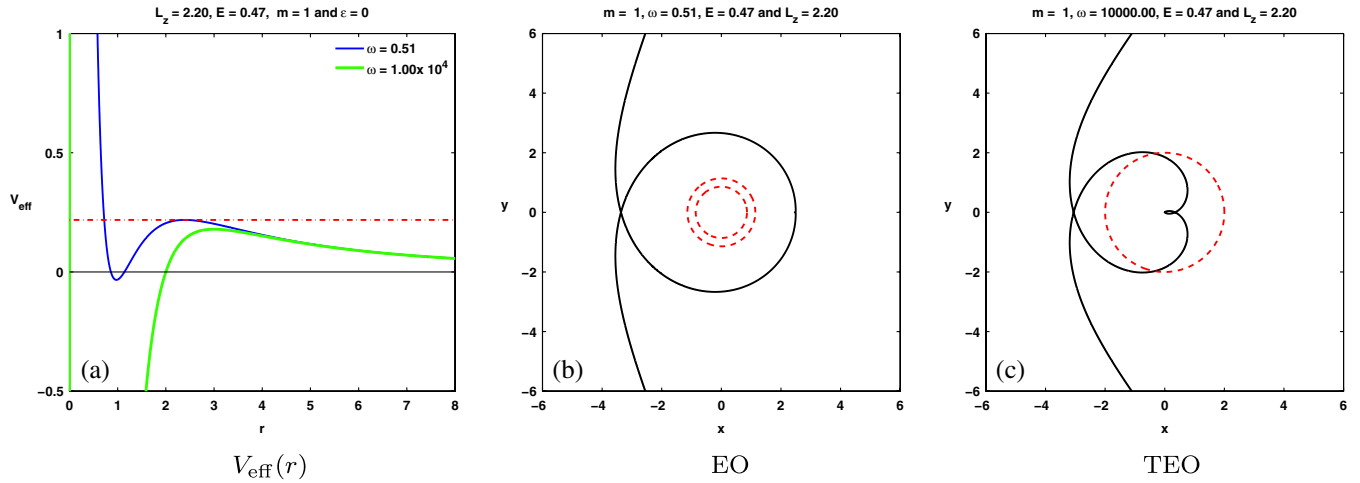 L_z = 2.20, E = 0.47, m = 1 and ε = 0
1
0.5
V_eff
0
-0.5
0 1 2 3 4 5 6 7 8
r
ω = 0.51
ω = 1.00x 10^4
(a)
V_eff(r)
m = 1, ω = 0.51, E = 0.47 and L_z = 2.20
6
4
2
y 0
-2
-4
-6
-6 -4 -2 0 2 4 6
x
(b)
EO
m = 1, ω = 10000.00, E = 0.47 and L_z = 2.20
6
4
2
y 0
-2
-4
-6
-6 -4 -2 0 2 4 6
x
(c)
TEO